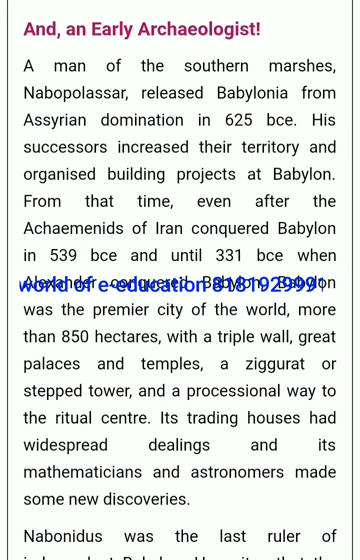 And, an Early Archaeologist!
A man of the southern marshes,
Nabopolassar, released Babylonia from
Assyrian domination in 625 bce. His
successors increased their territory and
organised building projects at Babylon.
From that time, even after the
Achaemenids of Iran conquered Babylon
in 539 bce and until 331 bce when
Alexander conquered Babylon, Babylon
world of e-education 818192999
was the premier city of the world, more
than 850 hectares, with a triple wall, great
palaces and temples, a ziggurat or
stepped tower, and a processional way to
the ritual centre. Its trading houses had
widespread dealings and its
mathematicians and astronomers made
some new discoveries.
Nabonidus was the last ruler of